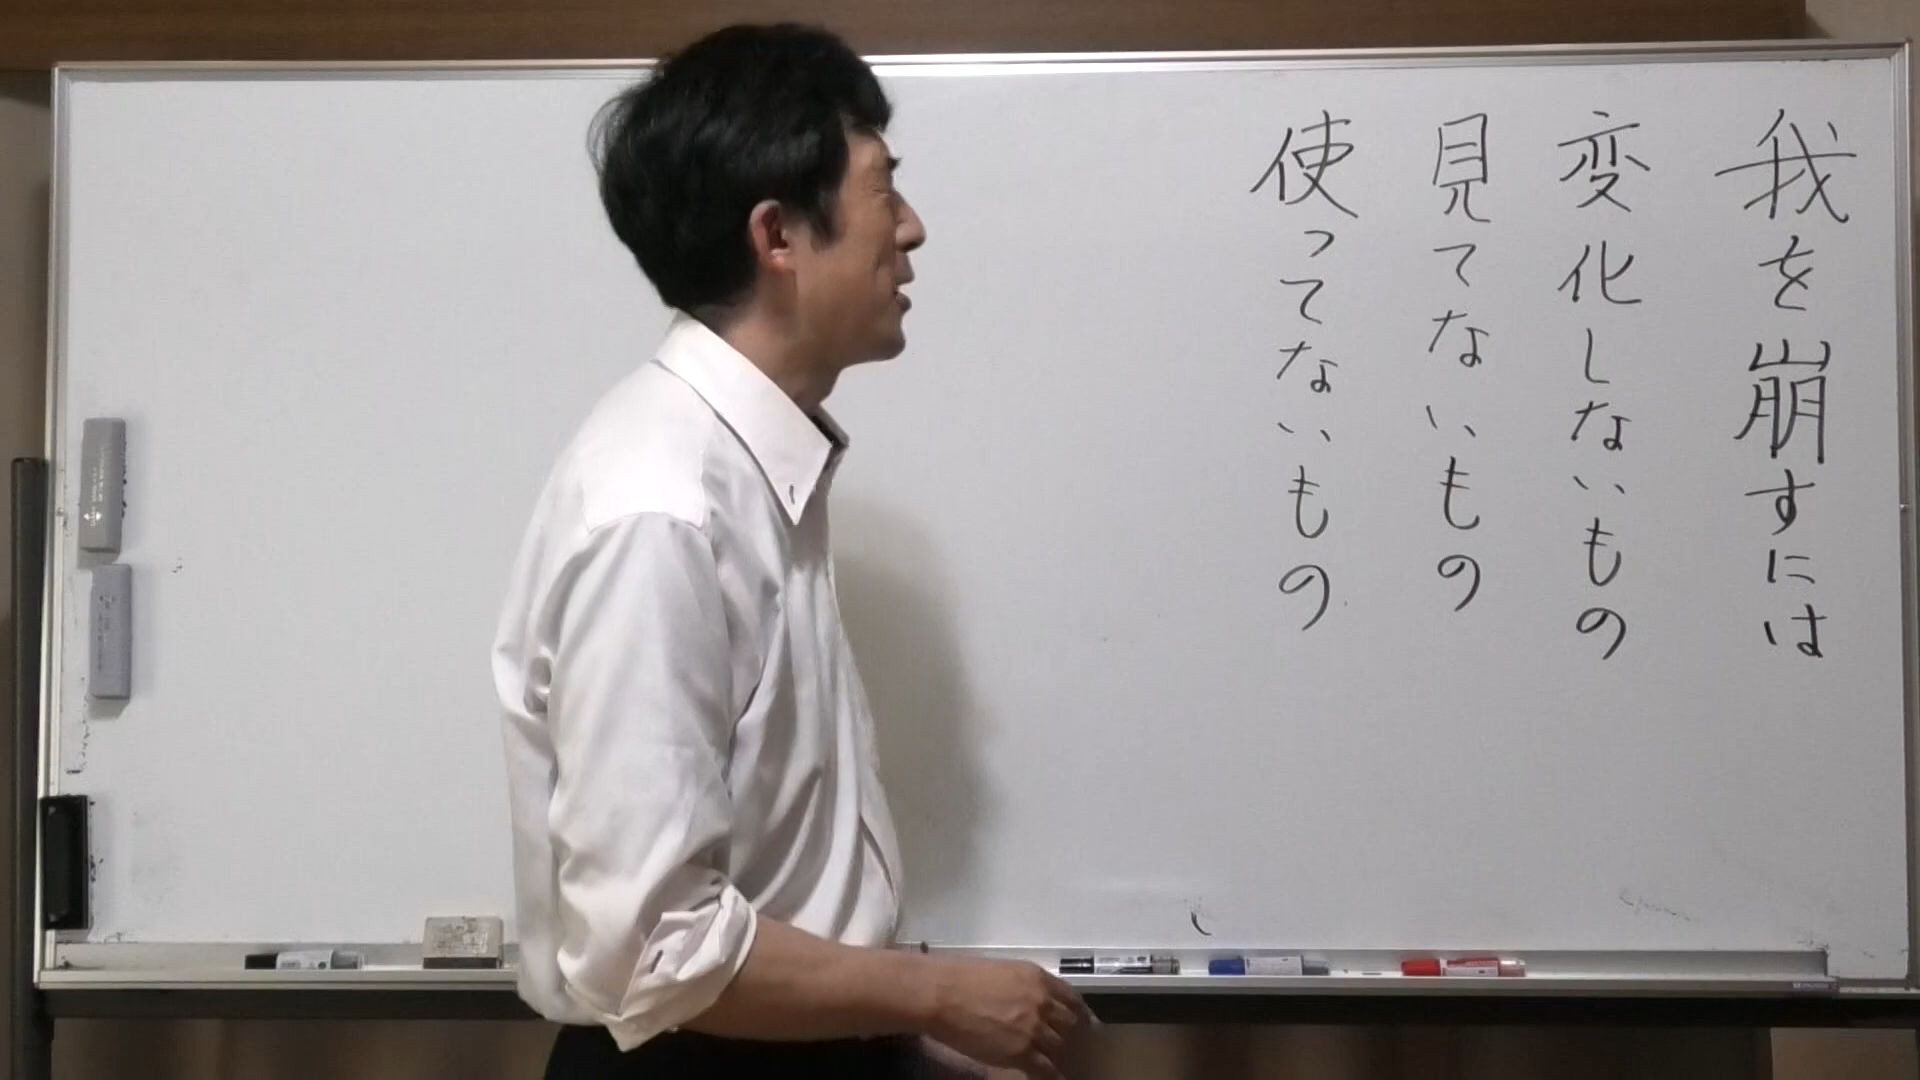 我を崩すには
変化しないもの
見てないもの
使ってないもの